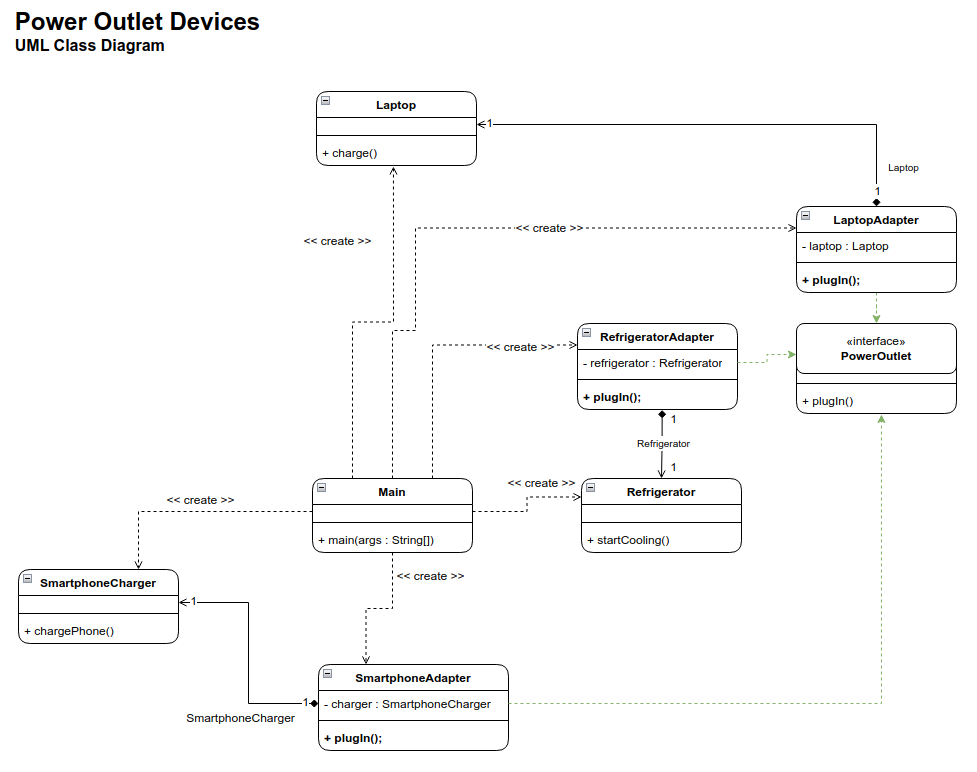 Power Outlet Devices
UML Class Diagram
Laptop
+ charge()
1
Laptop
1
<< create >>
<< create >>
LaptopAdapter
- laptop : Laptop
+ plugIn();
RefrigeratorAdapter
- refrigerator : Refrigerator
+ plugIn();
<< create >>
«interface»
PowerOutlet
+ plugIn()
1
Refrigerator
1
Main
+ main(args : String[])
<< create >>
Refrigerator
+ startCooling()
<< create >>
SmartphoneCharger
+ chargePhone()
<< create >>
1
SmartphoneAdapter
- charger : SmartphoneCharger
+ plugIn();
1
SmartphoneCharger